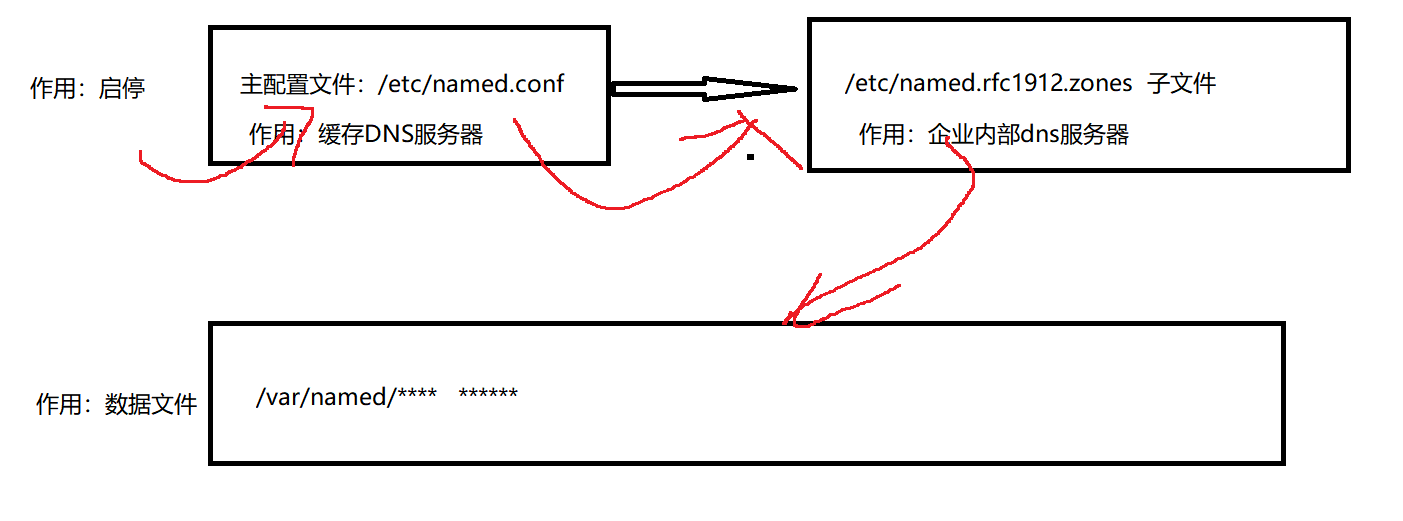 作用：启停
主配置文件：/etc/named.conf
作用：缓存DNS服务器
/etc/named.rfc1912.zones 子文件
作用：企业内部dns服务器
作用：数据文件
/var/named/**** ******